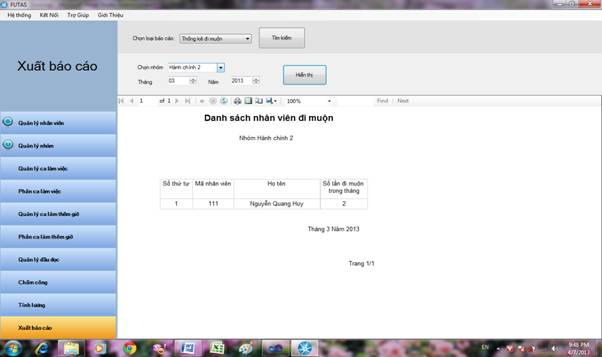 FUTAS
Hệ thống Kết Nối Trợ Giúp Giới Thiệu
Xuất báo cáo
Chọn loại báo cáo: Thống kê đi muộn Tìm kiếm
Chọn nhóm Hành chính 2
Tháng 03 Năm 2013 Hiển thị
1 of 1 100% Find | Next
Quản lý nhân viên
Quản lý nhóm
Quản lý ca làm việc
Phân ca làm việc
Quản lý ca làm thêm giờ
Phân ca làm thêm giờ
Quản lý đầu đọc
Chấm công
Tính lương
Xuất báo cáo
Danh sách nhân viên đi muộn
Nhóm Hành chính 2
Số thứ tự Mã nhân viên Họ tên Số lần đi muộn trong tháng
1 111 Nguyễn Quang Huy 2
Tháng 3 Năm 2013
Trang 1/1
EN 9:48 PM
4/7/2013